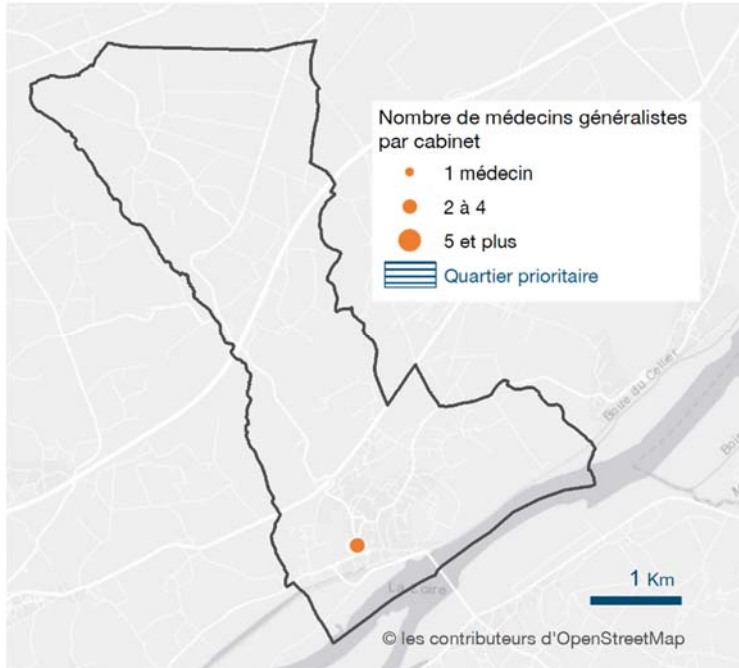 Nombre de médecins généralistes
par cabinet
1 médecin
2 à 4
5 et plus
Quartier prioritaire
Boire du Cellier
La Loire
1 Km
© les contributeurs d'OpenStreetMap